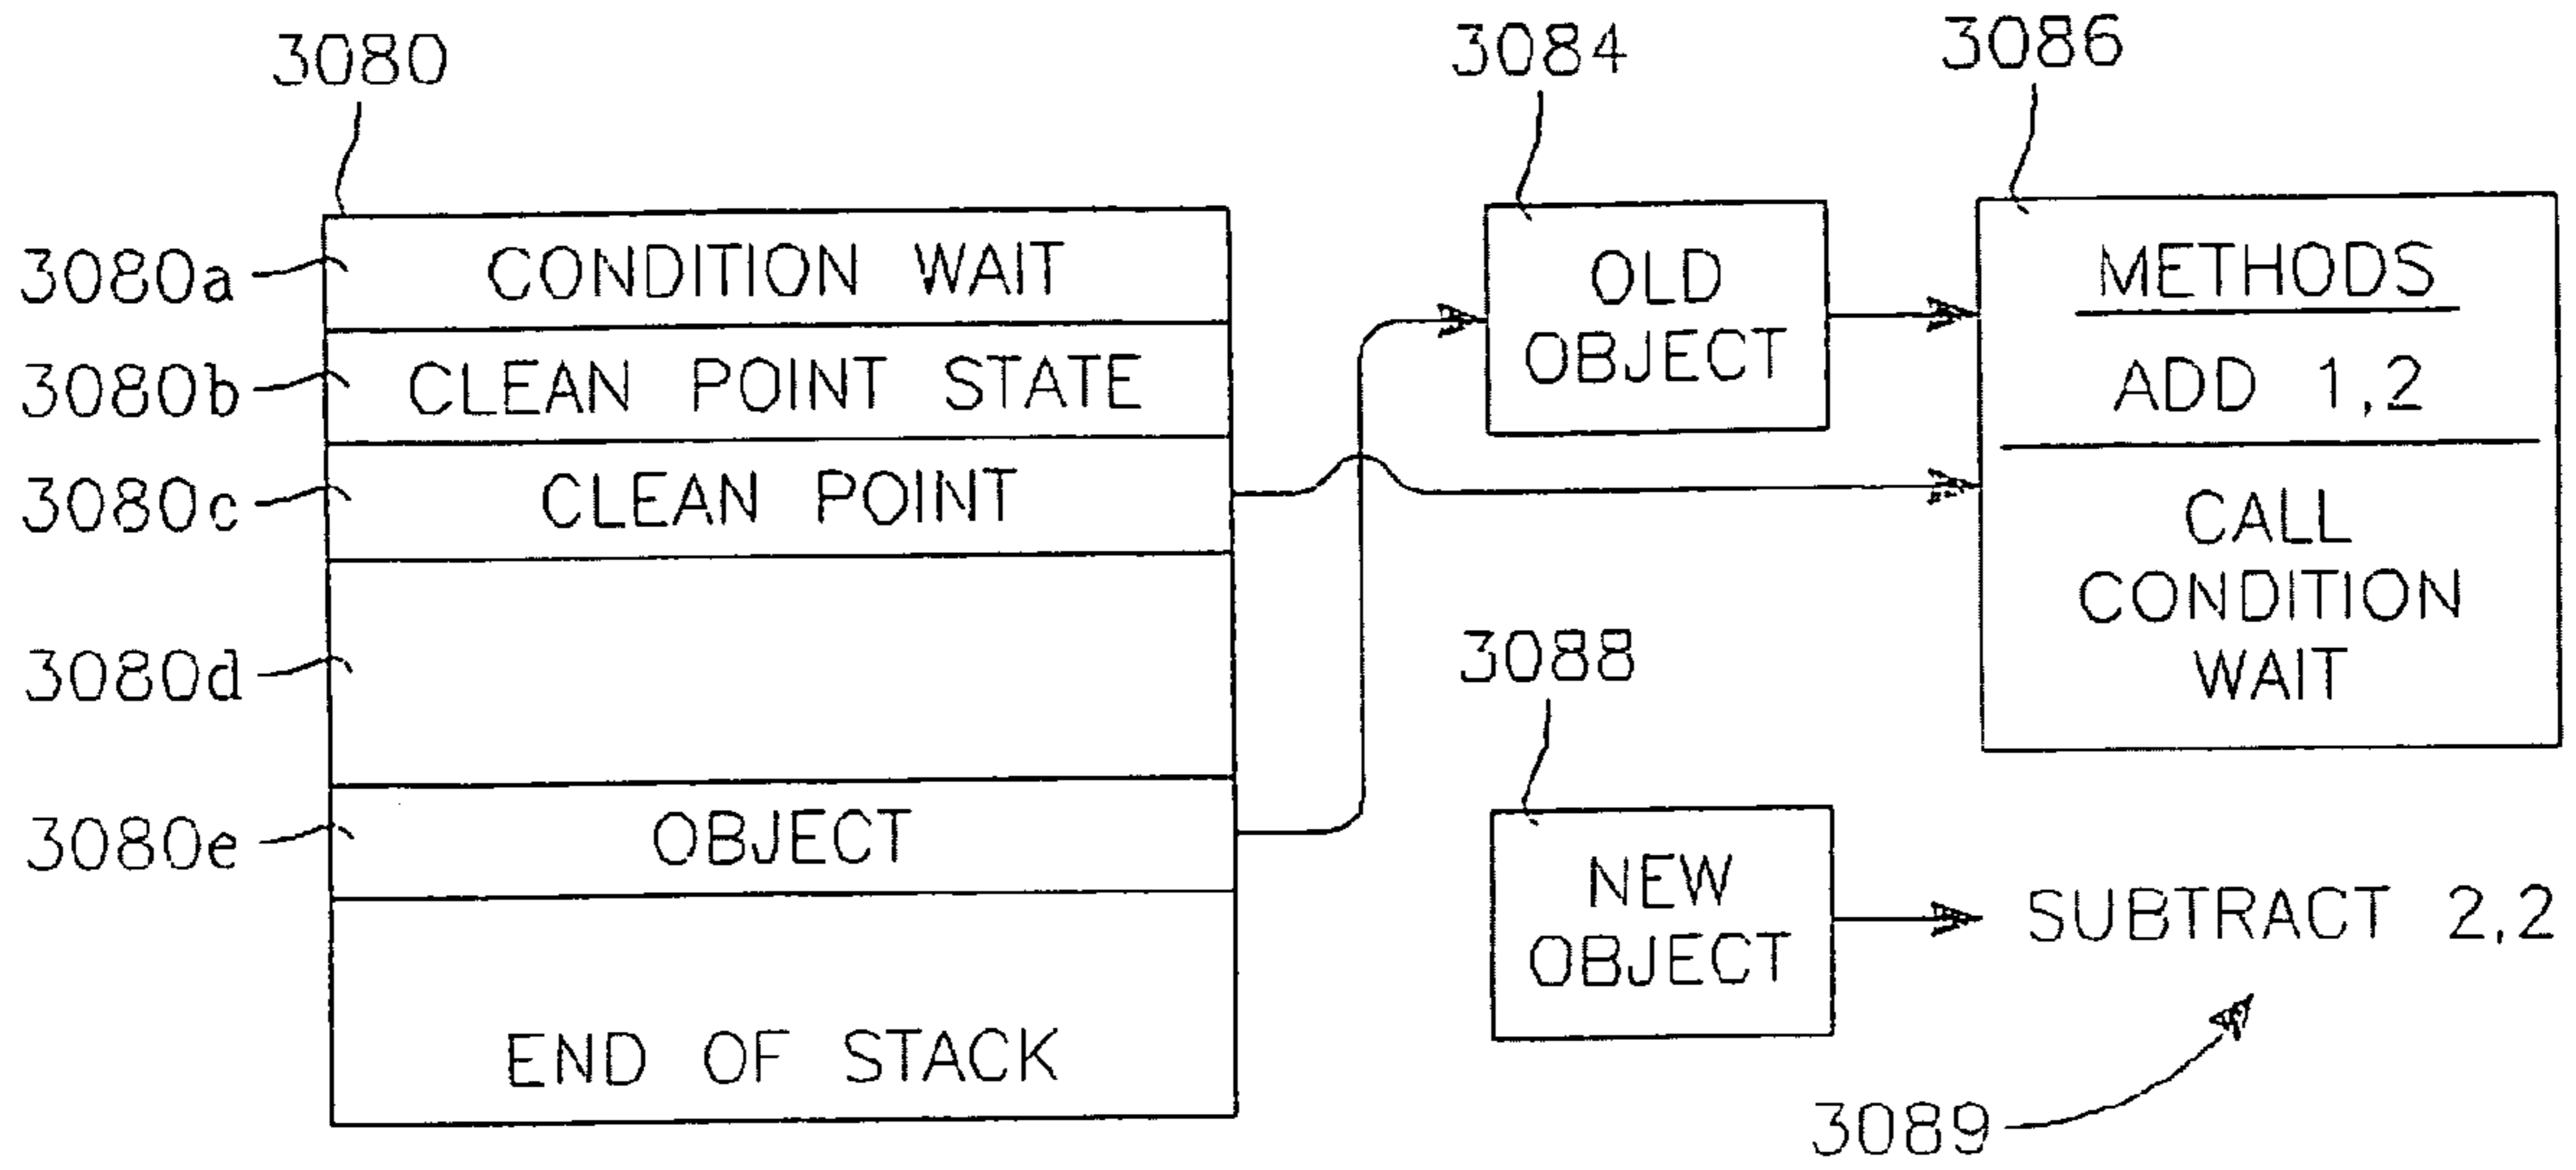 3080
3084
3086
3080a
CONDITION WAIT
3080b
CLEAN POINT STATE
3080c
CLEAN POINT
3080d
3080e
OBJECT
END OF STACK
OLD
OBJECT
METHODS
ADD 1,2
CALL
CONDITION
WAIT
3088
NEW
OBJECT
SUBTRACT 2,2
3089